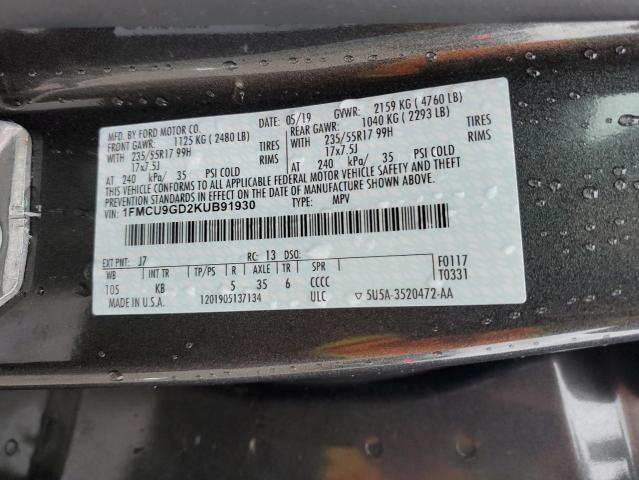 MFD. BY FORD MOTOR CO. DATE: 05/19 GVWR: 2159 KG ( 4760 LB)
FRONT GAWR: 1125 KG ( 2480 LB) REAR GAWR: 1040 KG ( 2293 LB)
WITH TIRES WITH TIRES
235/55R17 99H 235/55R17 99H
17x7.5J RIMS 17x7.5J RIMS
AT 240 kPa/ 35 PSI COLD AT 240 kPa/ 35 PSI COLD
THIS VEHICLE CONFORMS TO ALL APPLICABLE FEDERAL MOTOR VEHICLE SAFETY AND THEFT
PREVENTION STANDARDS IN EFFECT ON THE DATE OF MANUFACTURE SHOWN ABOVE.
VIN: 1FMCU9GD2KUB91930 TYPE: MPV
EXT PNT: J7 RC: 13 DSO: F0117
WB INT TR TP/PS R AXLE TR SPR T0331
105 KB 5 35 6 CCCC
MADE IN U.S.A. 1201905137134 ULC ▽ 5U5A-3520472-AA